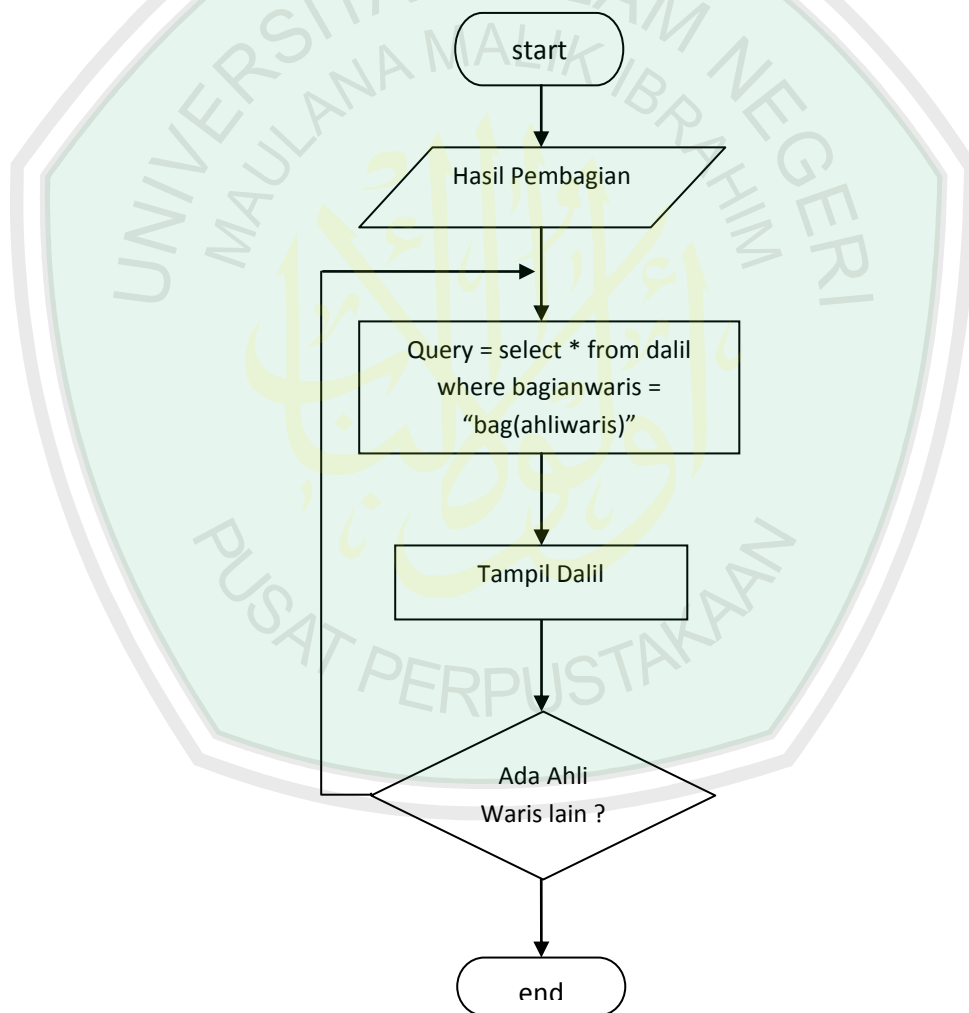 UNIVERSITAS ISLAM NEGERI
MAULANA MALIK IBRAHIM
start
Hasil Pembagian
Query = select * from dalil
where bagianwaris =
“bag(ahliwaris)”
Tampil Dalil
Ada Ahli
Waris lain ?
end
PUSAT PERPUSTAKAAN